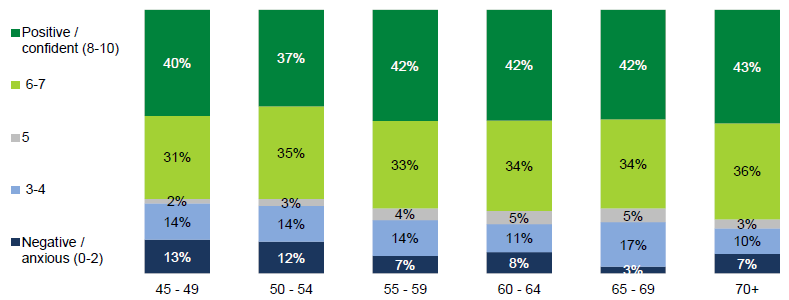 Positive /
confident (8-10)
6-7
5
3-4
Negative /
anxious (0-2)
40% 37% 42% 42% 42% 43%
31% 35% 33% 34% 34% 36%
2% 3% 4% 5% 5% 3%
14% 14% 14% 11% 17% 10%
13% 12% 7% 8% 3% 7%
45 - 49 50 - 54 55 - 59 60 - 64 65 - 69 70+